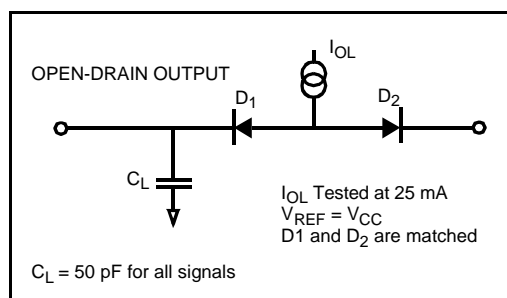 I_OL
OPEN-DRAIN OUTPUT
D_1
D_2
C_L
I_OL Tested at 25 mA
V_REF = V_CC
D1 and D_2 are matched
C_L = 50 pF for all signals